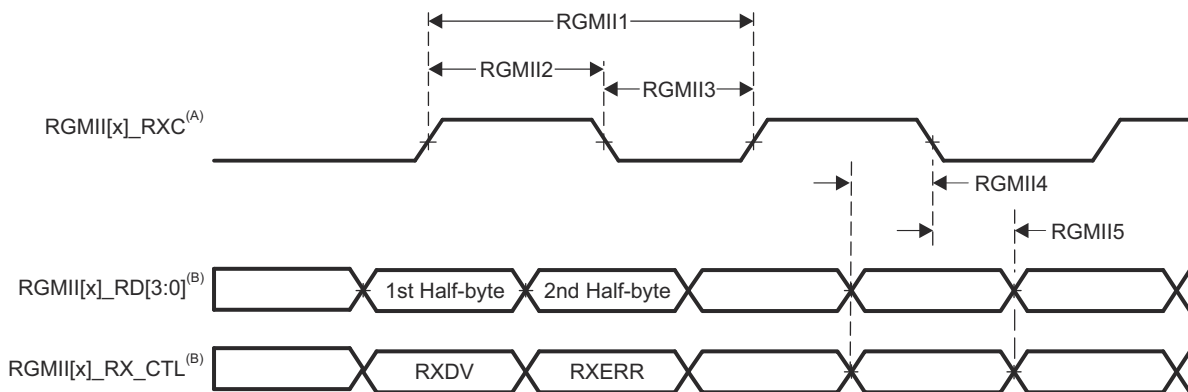 RGMII1
RGMII2
RGMII3
RGMII[x]_RXC(A)
RGMII4
RGMII5
RGMII[x]_RD[3:0](B)
1st Half-byte
2nd Half-byte
RGMII[x]_RX_CTL(B)
RXDV
RXERR